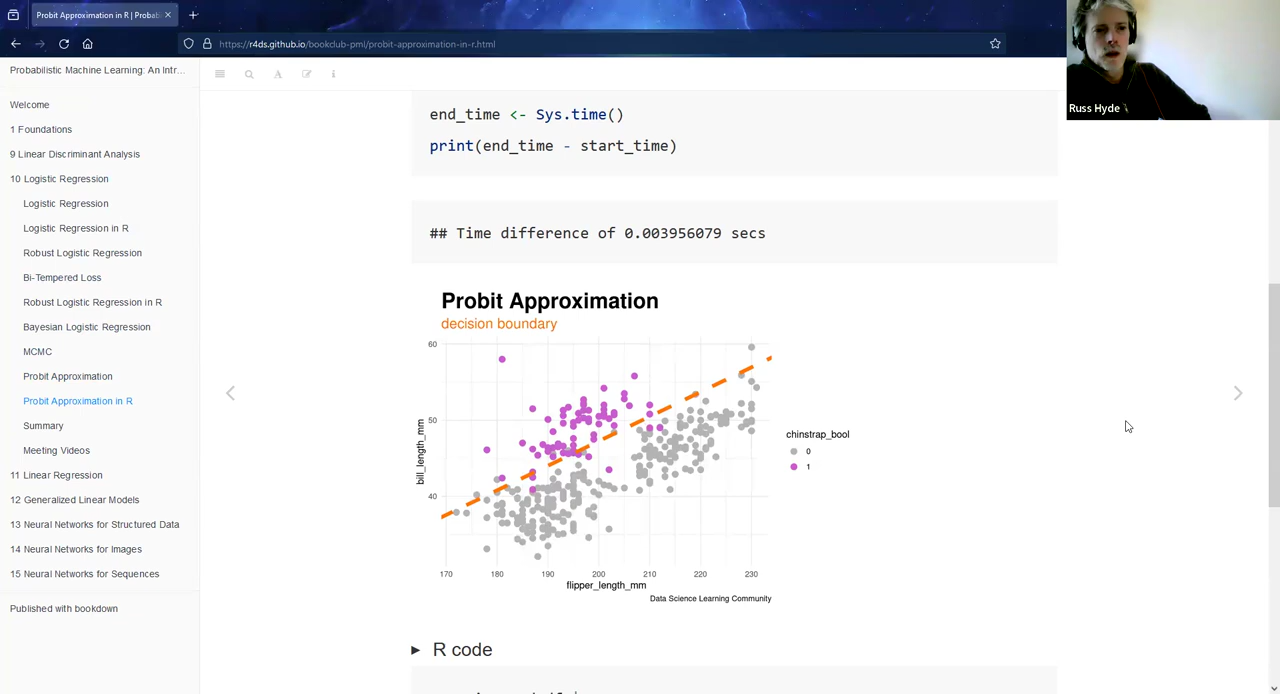 Probit Approximation in R | Probab
https://r4ds.github.io/bookclub-pml/probit-approximation-in-r.html
Russ Hyde
Probabilistic Machine Learning: An Intr...
Welcome
1 Foundations
9 Linear Discriminant Analysis
10 Logistic Regression
Logistic Regression
Logistic Regression in R
Robust Logistic Regression
Bi-Tempered Loss
Robust Logistic Regression in R
Bayesian Logistic Regression
MCMC
Probit Approximation
Probit Approximation in R
Summary
Meeting Videos
11 Linear Regression
12 Generalized Linear Models
13 Neural Networks for Structured Data
14 Neural Networks for Images
15 Neural Networks for Sequences
Published with bookdown
end_time <- Sys.time()
print(end_time - start_time)
## Time difference of 0.003956079 secs
Probit Approximation
decision boundary
60
50
40
bill_length_mm
170 180 190 200 210 220 230
flipper_length_mm
chinstrap_bool
0
1
Data Science Learning Community
R code